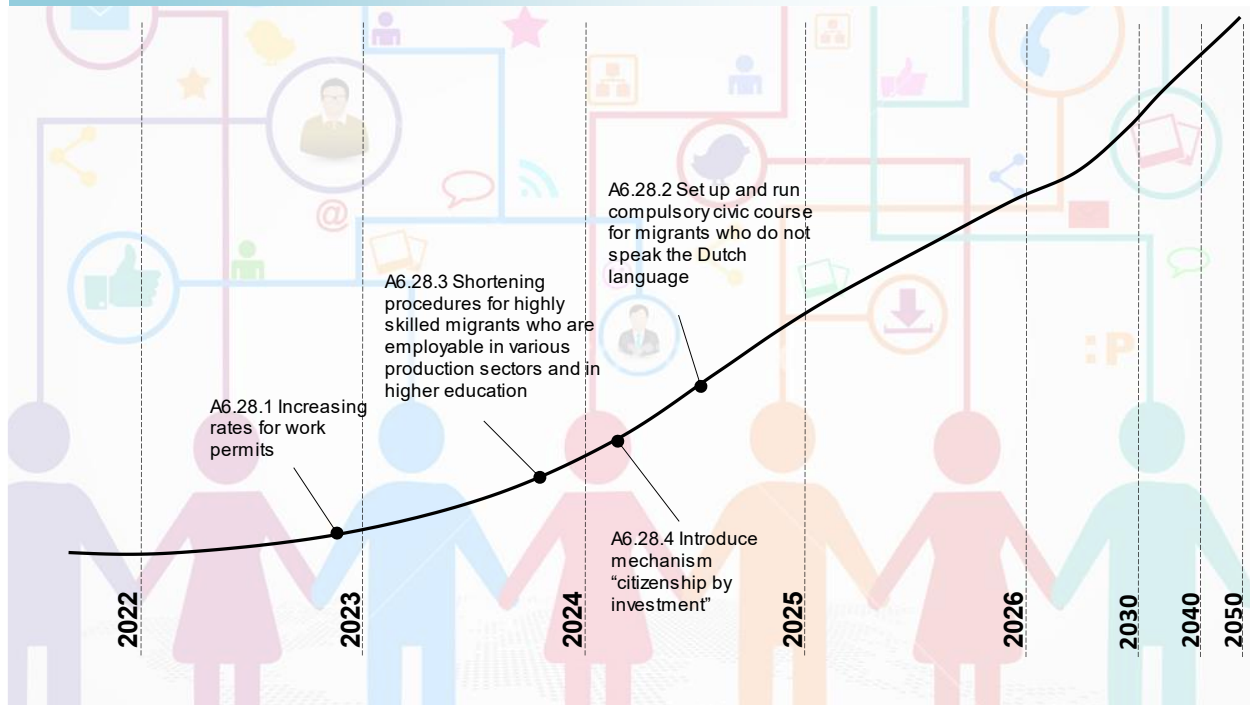 A6.28.2 Set up and run
compulsory civic course
for migrants who do not
speak the Dutch
language
A6.28.3 Shortening
procedures for highly
skilled migrants who are
employable in various
production sectors and in
higher education
A6.28.1 Increasing
rates for work
permits
A6.28.4 Introduce
mechanism
“citizenship by
investment”
2022
2023
2024
2025
2026
2030
2040
2050
@
@
:P